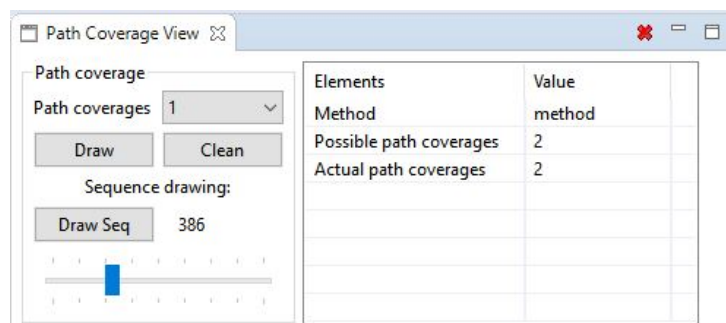 Path Coverage View
Path coverage
Path coverages 1
Draw Clean
Sequence drawing:
Draw Seq 386
Elements Value
Method method
Possible path coverages 2
Actual path coverages 2